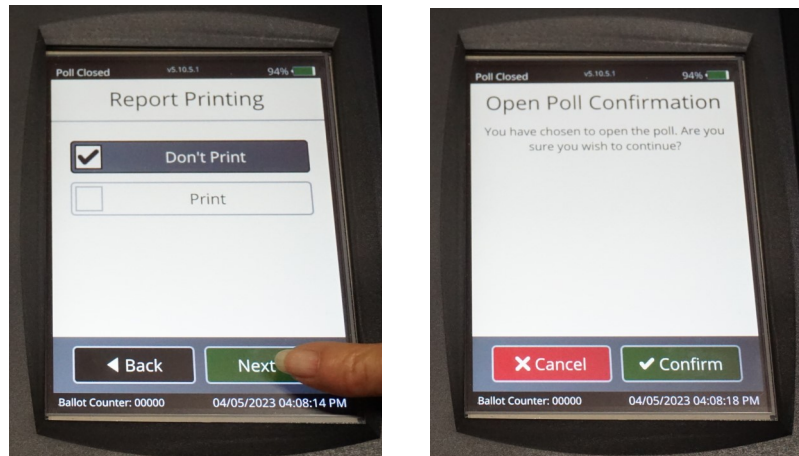 Poll Closed v5.10.5.1 94%
Report Printing
Don't Print
Print
Back Next
Ballot Counter: 00000 04/05/2023 04:08:14 PM
Poll Closed v5.10.5.1 94%
Open Poll Confirmation
You have chosen to open the poll. Are you
sure you wish to continue?
Cancel Confirm
Ballot Counter: 00000 04/05/2023 04:08:18 PM